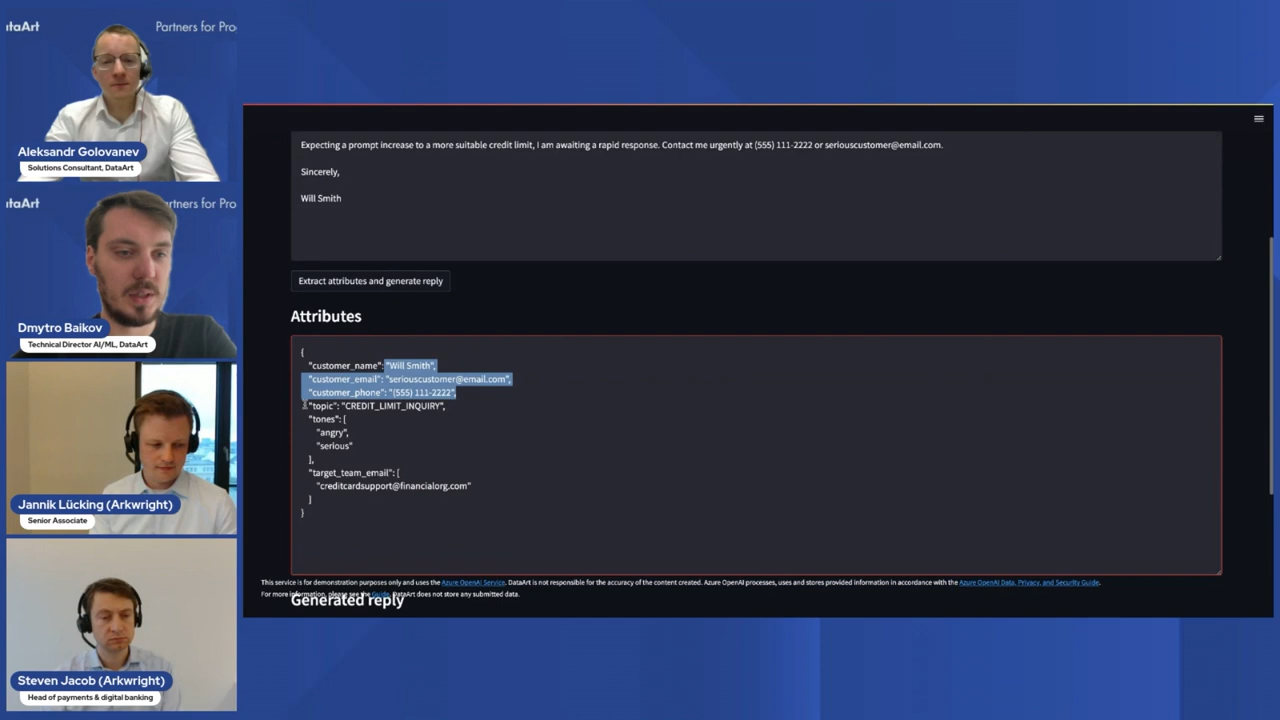 taArt
Partners for Pro
Aleksandr Golovanev
Solutions Consultant, DataArt
taArt
tners for Pro
Dmytro Baikov
Technical Director AI/ML, DataArt
Jannik Lücking (Arkwright)
Senior Associate
Steven Jacob (Arkwright)
Head of payments & digital banking
Expecting a prompt increase to a more suitable credit limit, I am awaiting a rapid response. Contact me urgently at (555) 111-2222 or seriouscustomer@email.com.
Sincerely,
Will Smith
Extract attributes and generate reply
Attributes
{
"customer_name": "Will Smith",
"customer_email": "seriouscustomer@email.com",
"customer_phone": "(555) 111-2222",
"topic": "CREDIT_LIMIT_INQUIRY",
"tones": [
"angry",
"serious"
],
"target_team_email": [
"creditcardsupport@financialorg.com"
]
}
This service is for demonstration purposes only and uses the Azure OpenAI Service. DataArt is not responsible for the accuracy of the content created. Azure OpenAI processes, uses and stores provided information in accordance with the Azure OpenAI Data, Privacy, and Security Guide.
For more information, please see the Guide. DataArt does not store any submitted data.
Generated reply